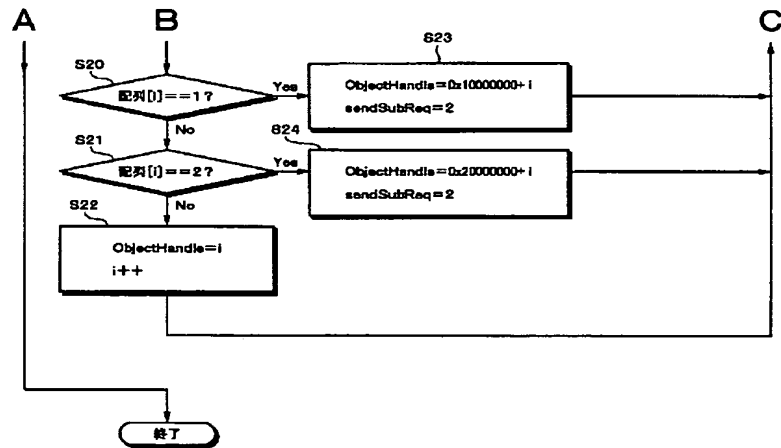 A
B
C
S20
配列[i]==1?
Yes
No
S23
ObjectHandle=0x10000000+i
sendSubReq=2
S21
配列[i]==2?
Yes
No
S24
ObjectHandle=0x20000000+i
sendSubReq=2
S22
ObjectHandle=i
i++
終了